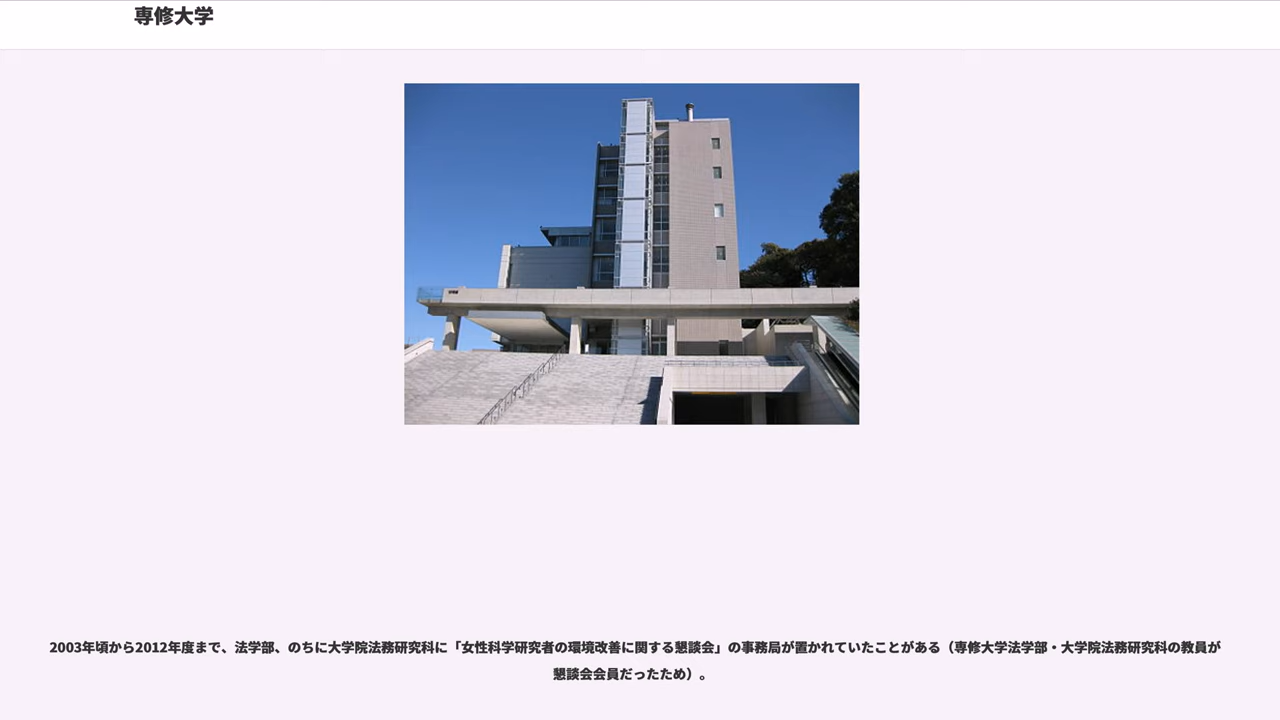 専修大学
2003年頃から2012年度まで、法学部、のちに大学院法務研究科に「女性科学研究者の環境改善に関する懇談会」の事務局が置かれていたことがある（専修大学法学部・大学院法務研究科の教員が
懇談会会員だったため）。